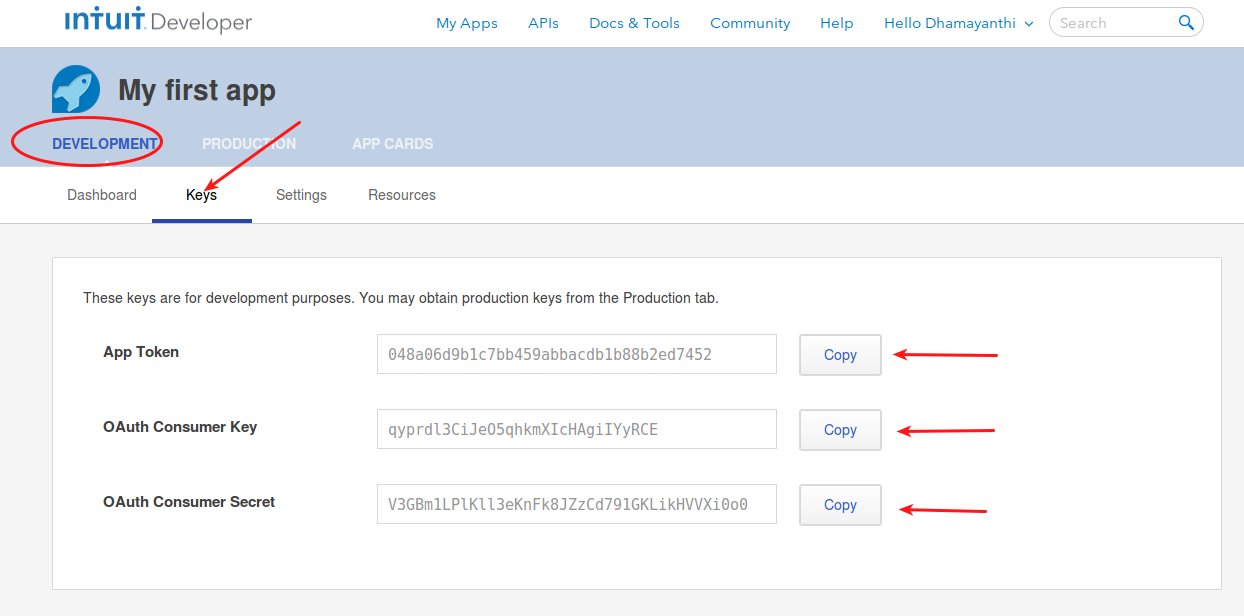 ınтuıт Developer My Apps APIs Docs & Tools Community Help Hello Dhamayanthi Search
My first app
DEVELOPMENT PRODUCTION APP CARDS
Dashboard Keys Settings Resources
These keys are for development purposes. You may obtain production keys from the Production tab.
App Token 048a06d9b1c7bb459abbacdb1b88b2ed7452 Copy
OAuth Consumer Key qyprdl3CiJeO5qhkmXIcHAgiIYyRCE Copy
OAuth Consumer Secret V3GBm1LPlKll3eKnFk8JZzCd791GKLikHVVXi0o0 Copy